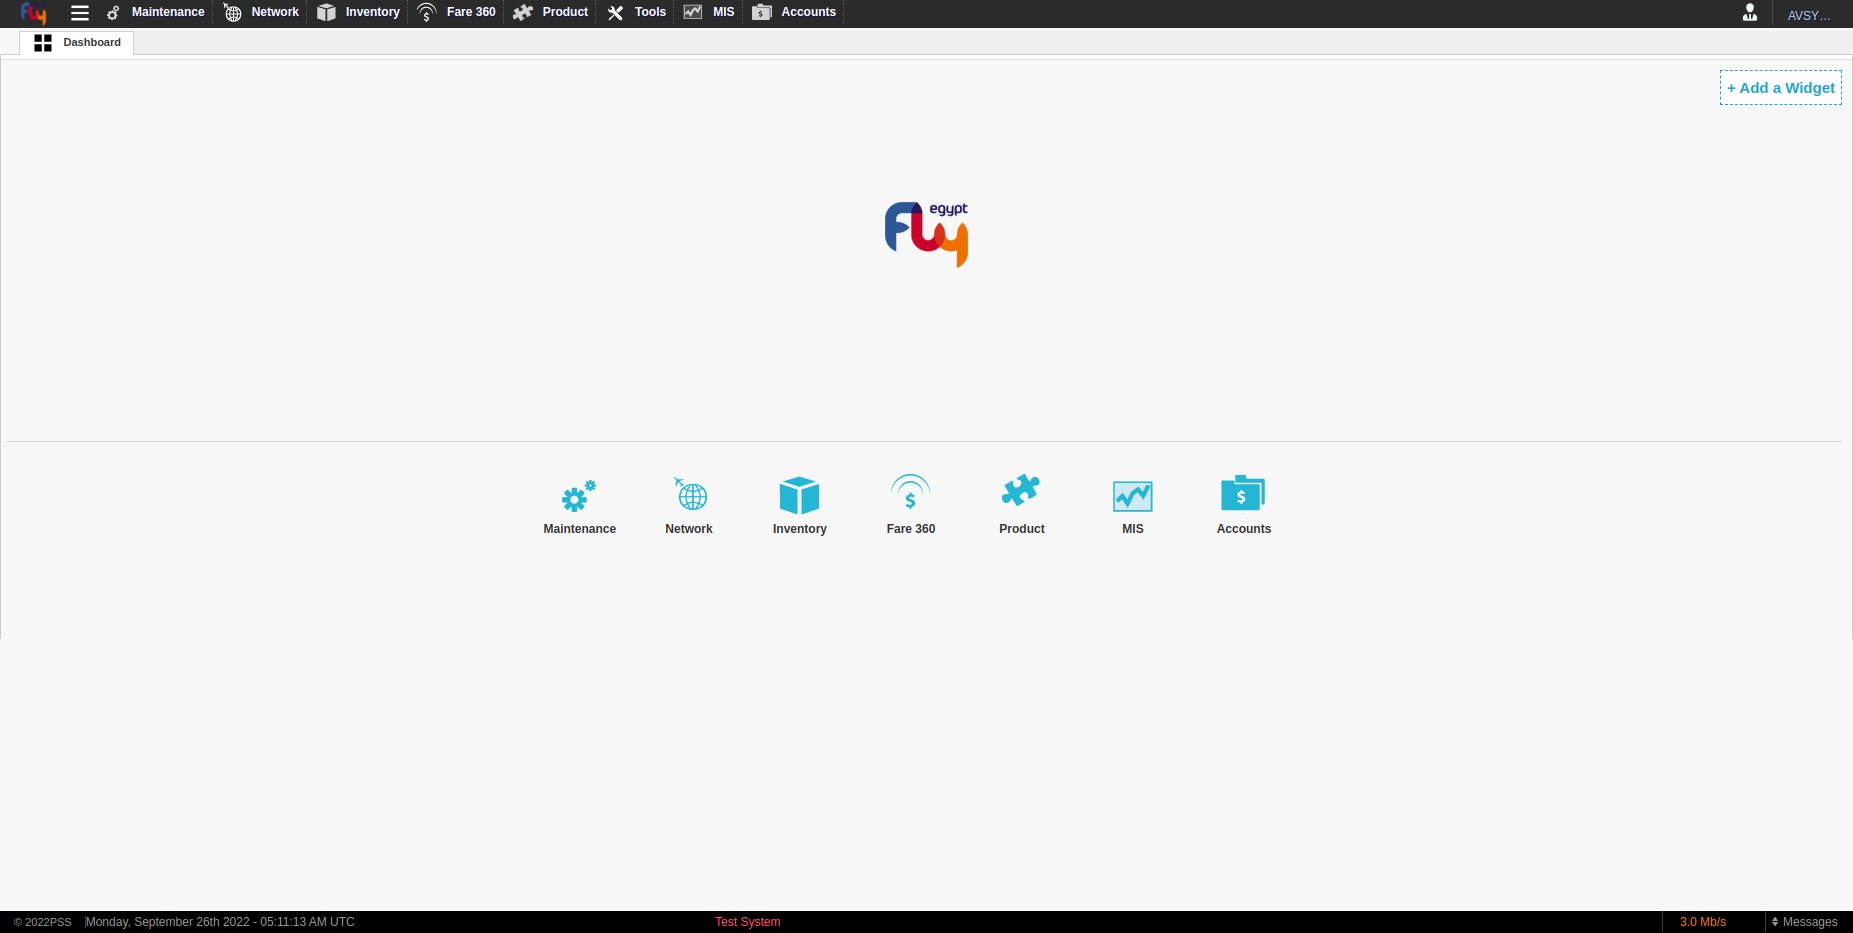 Fly Maintenance Network Inventory Fare 360 Product Tools MIS Accounts AVSY...
Dashboard
+ Add a Widget
egypt
Fly
Maintenance Network Inventory Fare 360 Product MIS Accounts
© 2022PSS Monday, September 26th 2022 - 05:11:13 AM UTC Test System 3.0 Mb/s Messages